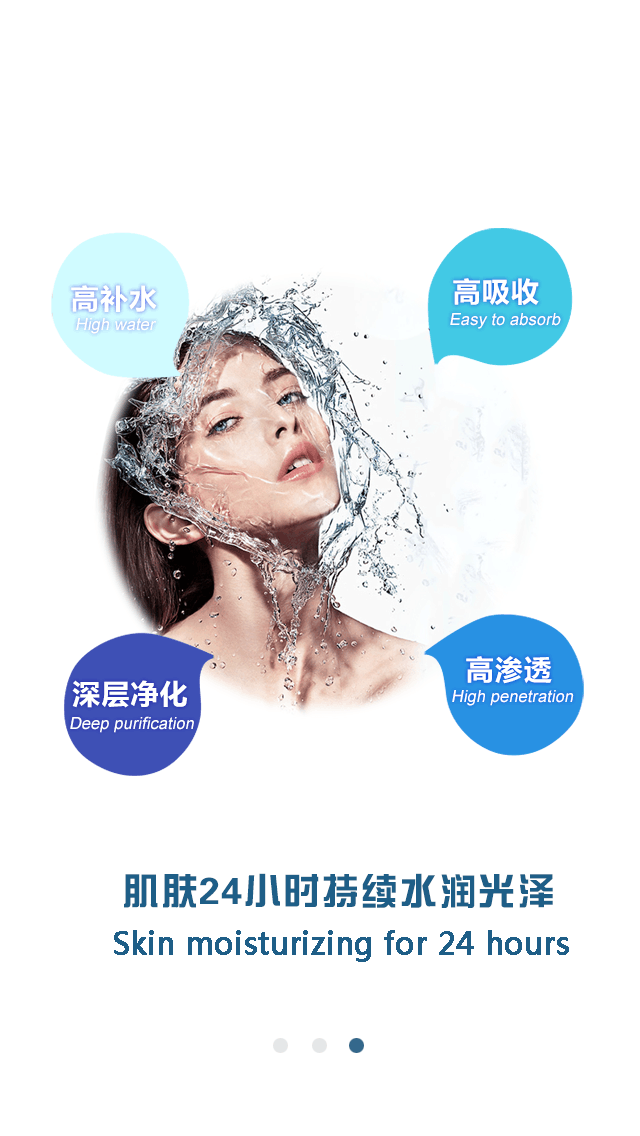 高补水
High water
高吸收
Easy to absorb
深层净化
Deep purification
高渗透
High penetration
肌肤24小时持续水润光泽
Skin moisturizing for 24 hours